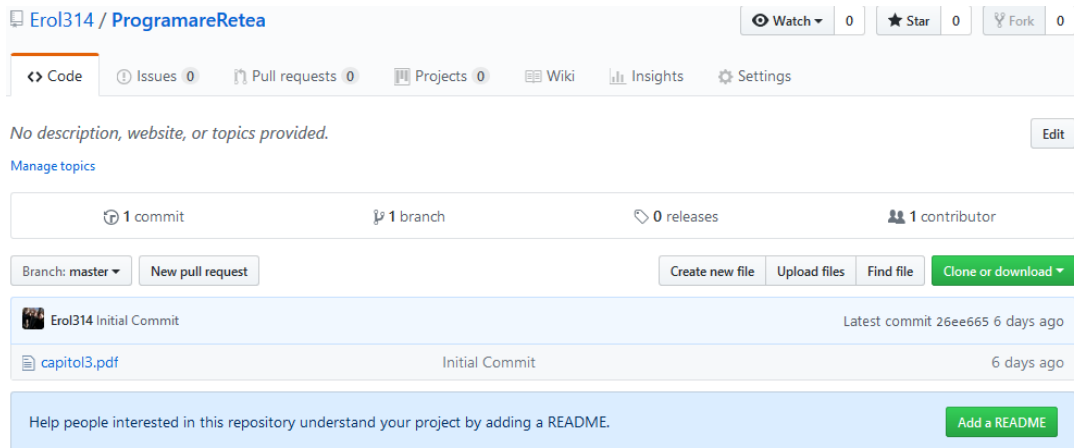 Erol314 / ProgramareRetea Watch 0 Star 0 Fork 0
Code Issues 0 Pull requests 0 Projects 0 Wiki Insights Settings
No description, website, or topics provided. Edit
Manage topics
1 commit 1 branch 0 releases 1 contributor
Branch: master New pull request Create new file Upload files Find file Clone or download
Erol314 Initial Commit Latest commit 26ee665 6 days ago
capitol3.pdf Initial Commit 6 days ago
Help people interested in this repository understand your project by adding a README. Add a README